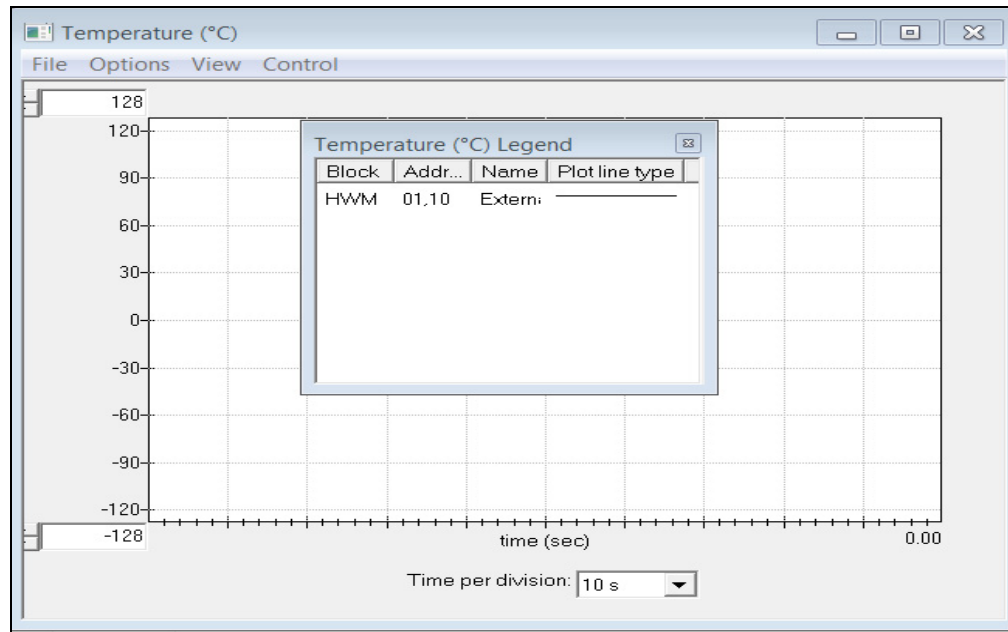 Temperature (°C)
File Options View Control
128
120
90
60
30
0
-30
-60
-90
-120
-128
Temperature (°C) Legend
Block Addr... Name Plot line type
HWM 01,10 Extern
time (sec)
0.00
Time per division: 10 s